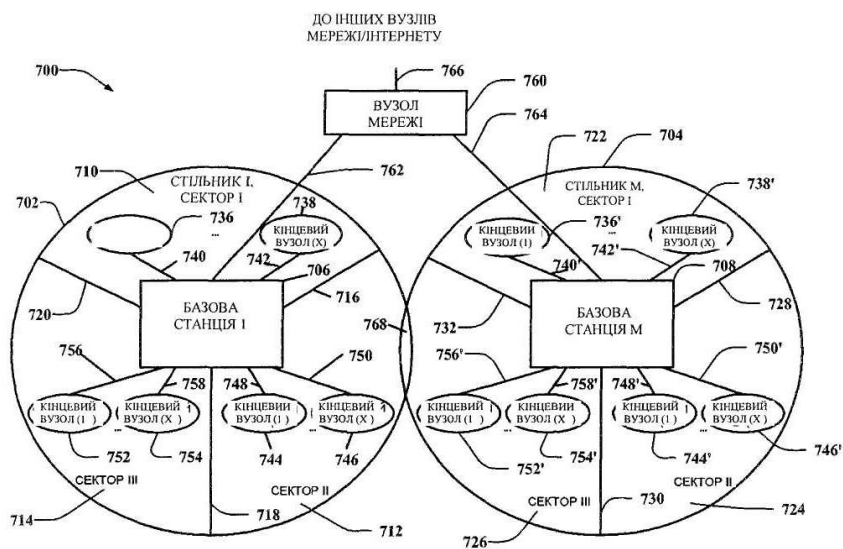 ДО ІНШИХ ВУЗЛІВ
МЕРЕЖІ/ІНТЕРНЕТУ
766
700
ВУЗОЛ
МЕРЕЖІ
760
764
722
704
710
762
СТІЛЬНИК I,
СЕКТОР I
СТІЛЬНИК М,
СЕКТОР I
702
736
738
736'
738'
...
КІНЦЕВИЙ
ВУЗОЛ (X)
КІНЦЕВИЙ
ВУЗОЛ (1)
...
КІНЦЕВИЙ
ВУЗОЛ (X)
740
742
706
740'
742'
708
716
720
БАЗОВА
СТАНЦІЯ 1
768
732
БАЗОВА
СТАНЦІЯ М
728
756
750
756'
750'
758
748
758'
748'
КІНЦЕВИЙ
ВУЗОЛ (1)
...
КІНЦЕВИЙ
ВУЗОЛ (X)
КІНЦЕВИЙ
ВУЗОЛ (1)
...
КІНЦЕВИЙ
ВУЗОЛ (X)
КІНЦЕВИЙ
ВУЗОЛ (1)
...
КІНЦЕВИЙ
ВУЗОЛ (X)
КІНЦЕВИЙ
ВУЗОЛ (1)
...
КІНЦЕВИЙ
ВУЗОЛ (X)
752
754
744
746
752'
754'
744'
746'
СЕКТОР III
СЕКТОР II
СЕКТОР III
СЕКТОР II
714
718
712
726
730
724